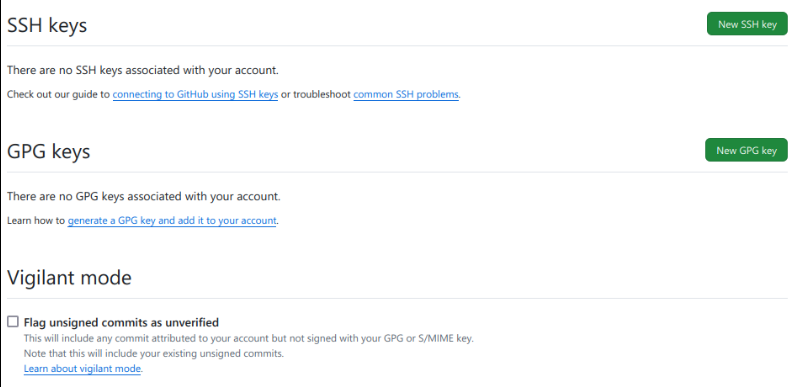 SSH keys
New SSH key
There are no SSH keys associated with your account.
Check out our guide to connecting to GitHub using SSH keys or troubleshoot common SSH problems.
GPG keys
New GPG key
There are no GPG keys associated with your account.
Learn how to generate a GPG key and add it to your account.
Vigilant mode
Flag unsigned commits as unverified
This will include any commit attributed to your account but not signed with your GPG or S/MIME key.
Note that this will include your existing unsigned commits.
Learn about vigilant mode.